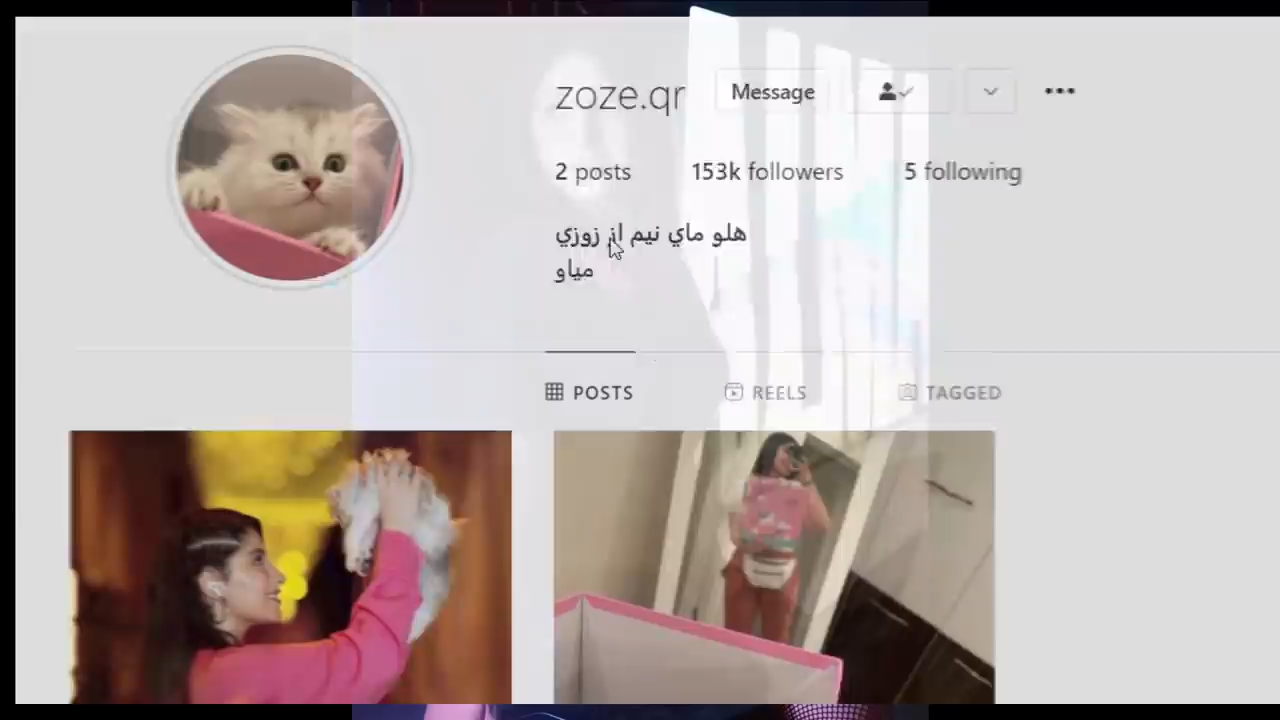 zoze.qr
Message
2 posts 153k followers 5 following
هلو ماي نيم از زوزي
مياو
POSTS REELS TAGGED